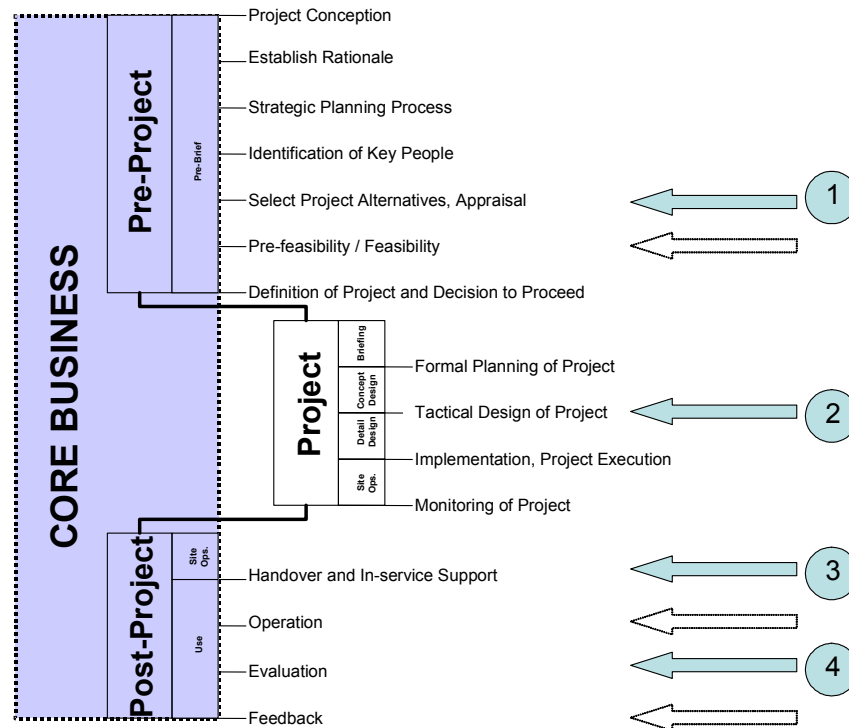 CORE BUSINESS
Pre-Project
Pre-Brief
Project Conception
Establish Rationale
Strategic Planning Process
Identification of Key People
Select Project Alternatives, Appraisal
1
Pre-feasibility / Feasibility
Definition of Project and Decision to Proceed
Project
Briefing
Concept
Design
Detail
Design
Site
Ops.
Formal Planning of Project
Tactical Design of Project
2
Implementation, Project Execution
Monitoring of Project
Post-Project
Site
Ops.
Use
Handover and In-service Support
3
Operation
Evaluation
4
Feedback